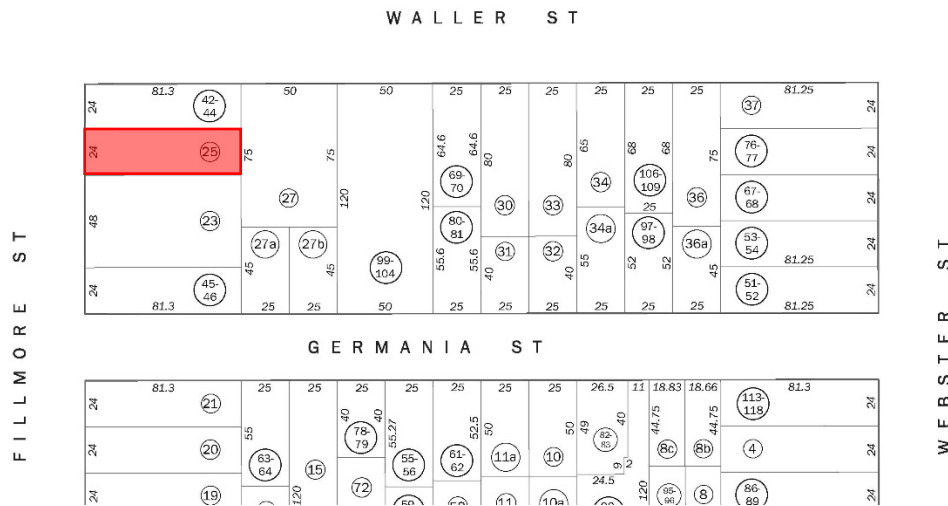 WALLER ST
81.3 50 50 25 25 25 25 25 25 81.25
24 42-44 37 24
24 25 75 75 64.6 64.6 80 80 65 68 68 75 76-77 24
69-70 34 106-109
27 120 120 30 33 25 36 67-68 24
48 23 80-81 34a 97-98
27a 27b 31 32 36a 53-54 24
45 45 99-104 55.6 55.6 40 40 55 52 52 45 81.25
24 45-46 51-52 24
81.3 25 25 50 25 25 25 25 25 25 81.25
FILLMORE ST
WEBSTER ST
GERMANIA ST
81.3 25 25 25 25 25 25 25 26.5 11 18.83 18.66 81.3
24 21 40 40 55.27 52.5 50 50 49 40 44.75 44.75 113-118 24
55 78-79 82-83
24 20 63-64 15 55-56 61-62 11a 10 8c 8b 4 24
9 2
24.5
24 19 120 72 11 10a 120 95-96 8 86-89 24